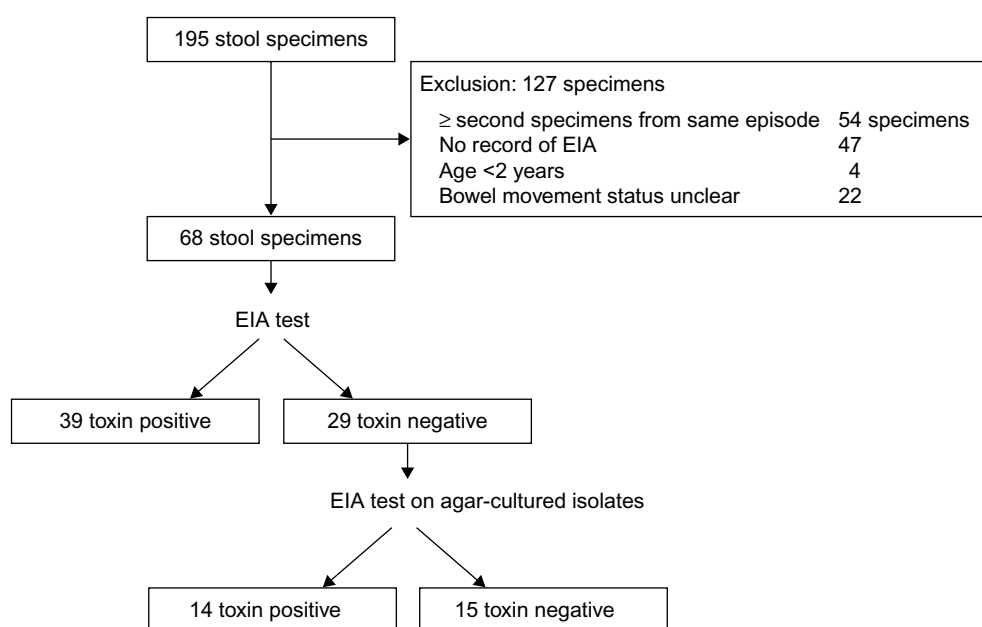 195 stool specimens
Exclusion: 127 specimens
≥ second specimens from same episode 54 specimens
No record of EIA 47
Age <2 years 4
Bowel movement status unclear 22
68 stool specimens
EIA test
39 toxin positive
29 toxin negative
EIA test on agar-cultured isolates
14 toxin positive
15 toxin negative